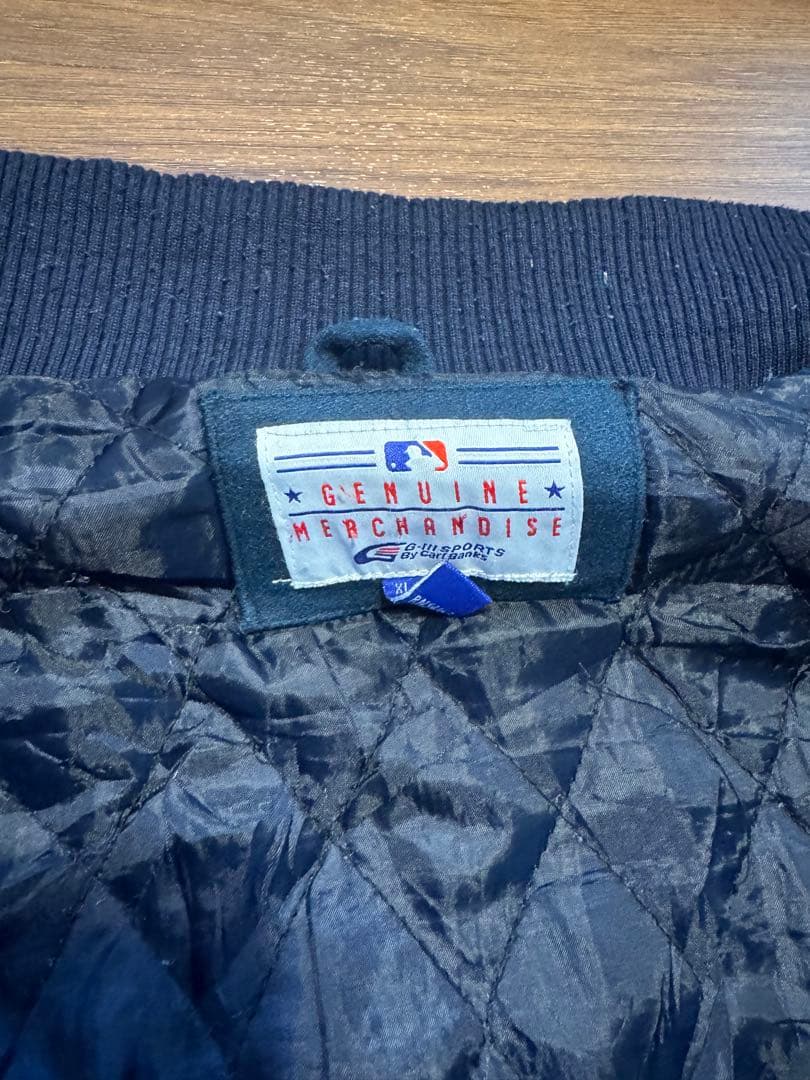 GENUINE
MERCHANDISE
G-III SPORTS
By Carl Banks
XL